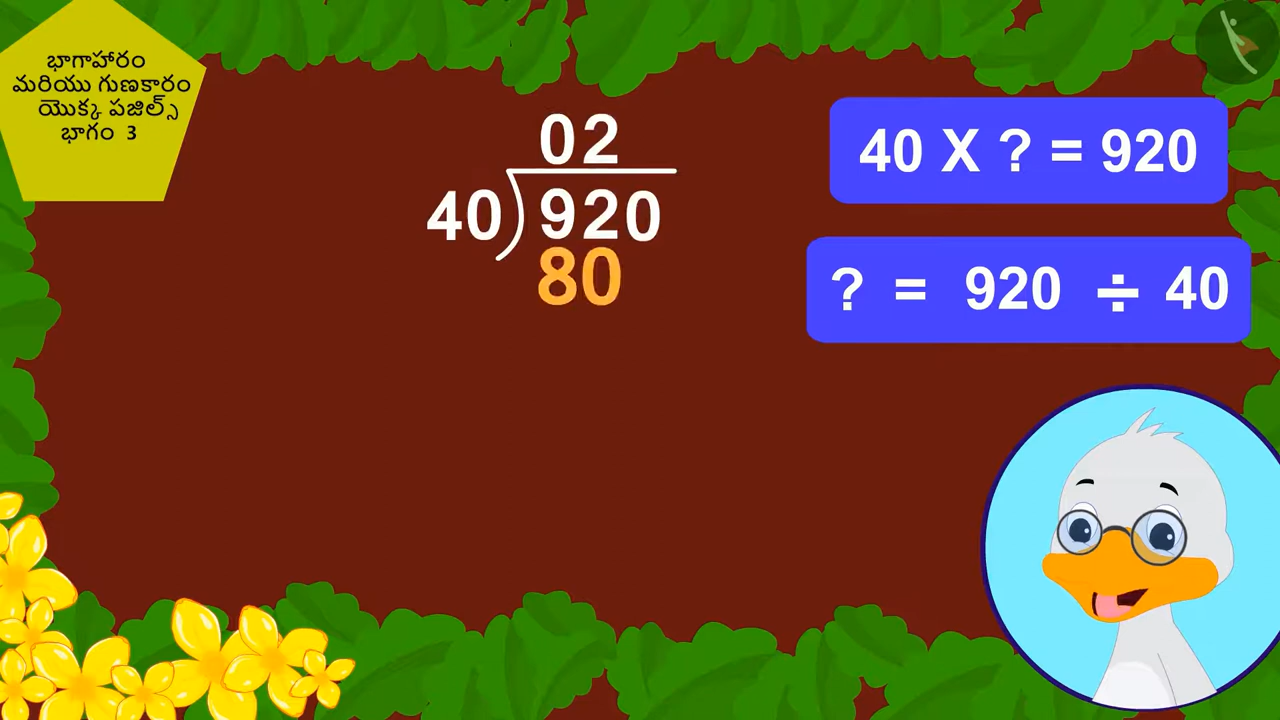 భాగాహారం
మరియు గుణకారం
యొక్క పజిల్స్
భాగం 3
02
40)920
80
40 X ? = 920
? = 920 ÷ 40